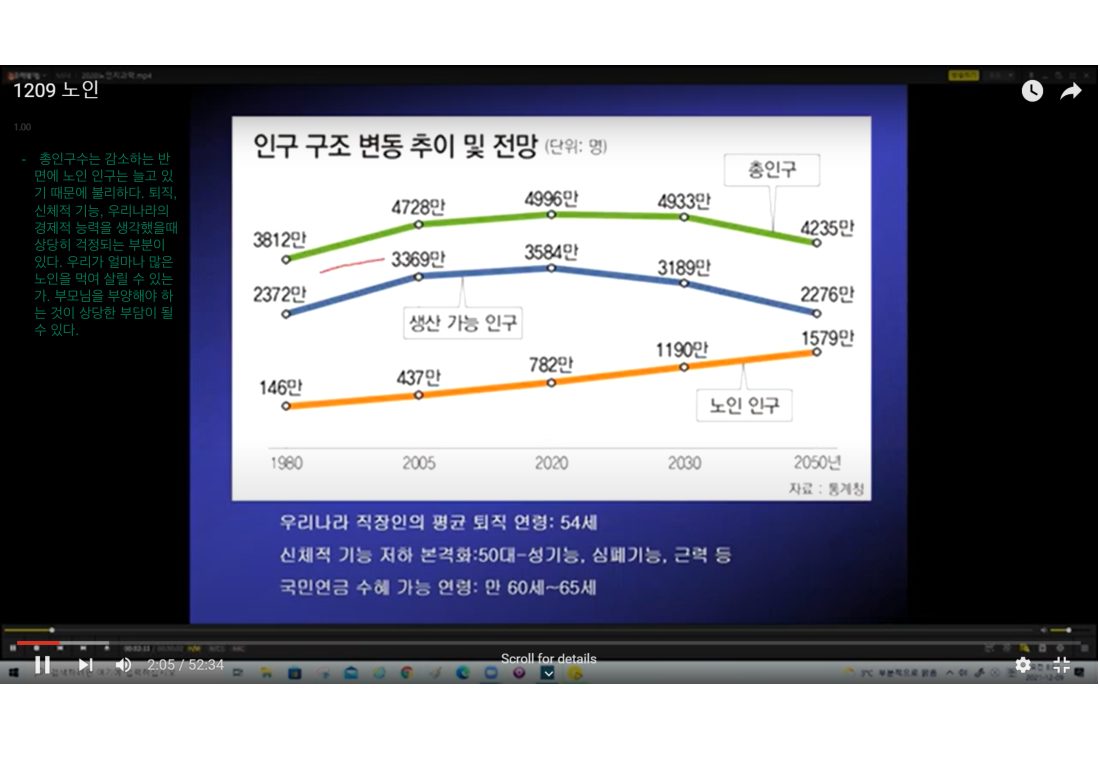 1209 노인
1.00
- 총인구수는 감소하는 반
면에 노인 인구는 늘고 있
기 때문에 불리하다. 퇴직,
신체적 기능, 우리나라의
경제적 능력을 생각했을때
상당히 걱정되는 부분이
있다. 우리가 얼마나 많은
노인을 먹여 살릴 수 있는
가. 부모님을 부양해야 하
는 것이 상당한 부담이 될
수 있다.
인구 구조 변동 추이 및 전망 (단위: 명)
총인구
3812만 4728만 4996만 4933만 4235만
2372만 3369만 3584만 3189만 2276만
생산 가능 인구
146만 437만 782만 1190만 1579만
노인 인구
1980 2005 2020 2030 2050년
자료 : 통계청
우리나라 직장인의 평균 퇴직 연령: 54세
신체적 기능 저하 본격화:50대-성기능, 심폐기능, 근력 등
국민연금 수혜 가능 연령: 만 60세~65세
2:05 / 52:34
Scroll for details
3°C 부분적으로 맑음
2021-12-09